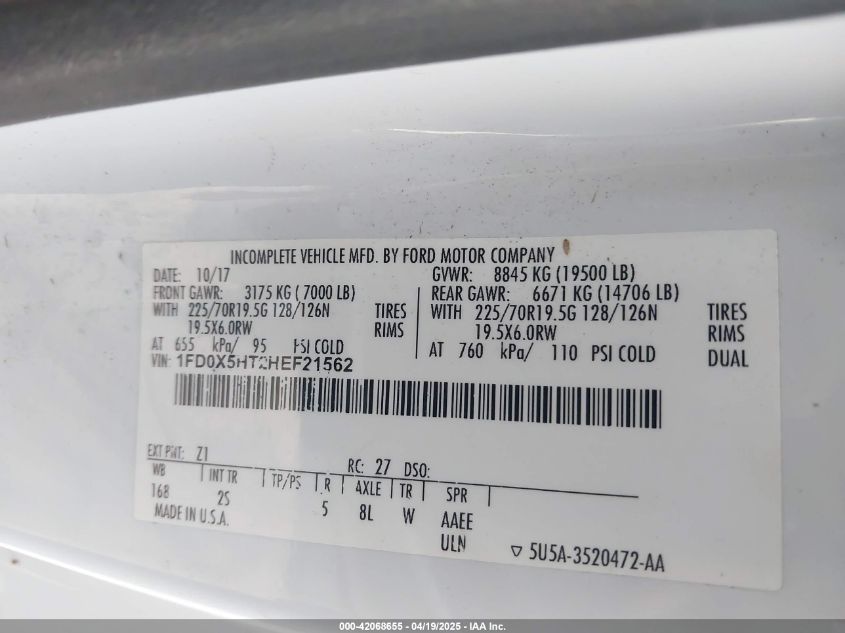 INCOMPLETE VEHICLE MFD. BY FORD MOTOR COMPANY
DATE: 10/17 GVWR: 8845 KG (19500 LB)
FRONT GAWR: 3175 KG ( 7000 LB) REAR GAWR: 6671 KG (14706 LB)
WITH 225/70R19.5G 128/126N TIRES WITH 225/70R19.5G 128/126N TIRES
19.5X6.0RW RIMS 19.5X6.0RW RIMS
AT 655 kPa/ 95 PSI COLD AT 760 kPa/ 110 PSI COLD DUAL
VIN: 1FD0X5HT2HEF21562
EXT PNT: Z1 RC: 27 DSO:
WB INT TR TP/PS R AXLE TR SPR
168 2S 5 8L W AAEE
MADE IN U.S.A. ULN
▽ 5U5A-3520472-AA
000-42068655 - 04/19/2025 - IAA Inc.